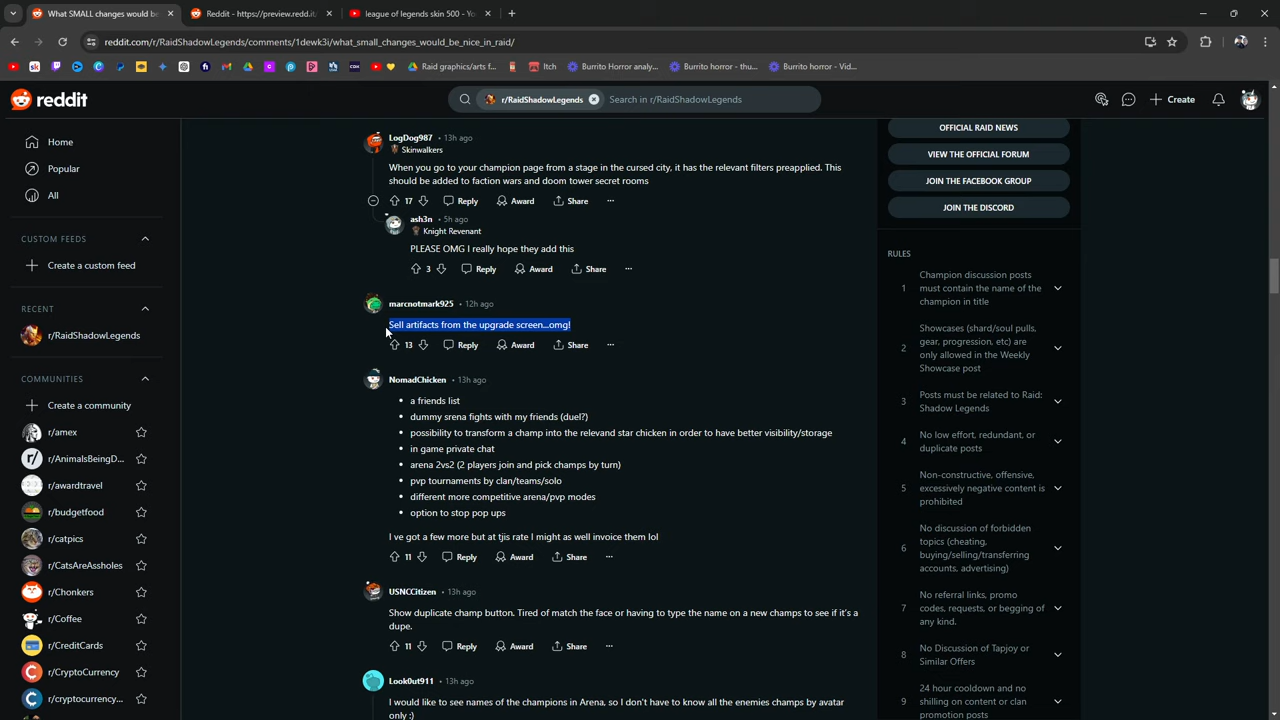 What SMALL changes would be
Reddit - https://preview.redd.it
league of legends skin 500 - Yo
reddit.com/r/RaidShadowLegends/comments/1dewk3i/what_small_changes_would_be_nice_in_raid/
Raid graphics/arts f...
Itch
Burrito Horror analy...
Burrito horror - thu...
Burrito horror - Vid...
reddit
r/RaidShadowLegends
Search in r/RaidShadowLegends
Create
Home
Popular
All
CUSTOM FEEDS
Create a custom feed
RECENT
r/RaidShadowLegends
COMMUNITIES
Create a community
r/amex
r/AnimalsBeingD...
r/awardtravel
r/budgetfood
r/catpics
r/CatsAreAssholes
r/Chonkers
r/Coffee
r/CreditCards
r/CryptoCurrency
r/cryptocurrency...
LogDog987 • 13h ago
Skinwalkers
When you go to your champion page from a stage in the cursed city, it has the relevant filters preapplied. This
should be added to faction wars and doom tower secret rooms
17 Reply Award Share
ash3n • 5h ago
Knight Revenant
PLEASE OMG I really hope they add this
3 Reply Award Share
marcnotmark925 • 12h ago
Sell artifacts from the upgrade screen...omg!
13 Reply Award Share
NomadChicken • 13h ago
• a friends list
• dummy srena fights with my friends (duel?)
• possibility to transform a champ into the relevand star chicken in order to have better visibility/storage
• in game private chat
• arena 2vs2 (2 players join and pick champs by turn)
• pvp tournaments by clan/teams/solo
• different more competitive arena/pvp modes
• option to stop pop ups
I ve got a few more but at tjis rate I might as well invoice them lol
11 Reply Award Share
USNCCitizen • 13h ago
Show duplicate champ button. Tired of match the face or having to type the name on a new champs to see if it's a
dupe.
11 Reply Award Share
Look0ut911 • 13h ago
I would like to see names of the champions in Arena, so I don't have to know all the enemies champs by avatar
only :)
OFFICIAL RAID NEWS
VIEW THE OFFICIAL FORUM
JOIN THE FACEBOOK GROUP
JOIN THE DISCORD
RULES
1 Champion discussion posts
must contain the name of the
champion in title
2 Showcases (shard/soul pulls,
gear, progression, etc) are
only allowed in the Weekly
Showcase post
3 Posts must be related to Raid:
Shadow Legends
4 No low effort, redundant, or
duplicate posts
5 Non-constructive, offensive,
excessively negative content is
prohibited
6 No discussion of forbidden
topics (cheating,
buying/selling/transferring
accounts, advertising)
7 No referral links, promo
codes, requests, or begging of
any kind.
8 No Discussion of Tapjoy or
Similar Offers
9 24 hour cooldown and no
shilling on content or clan
promotion posts